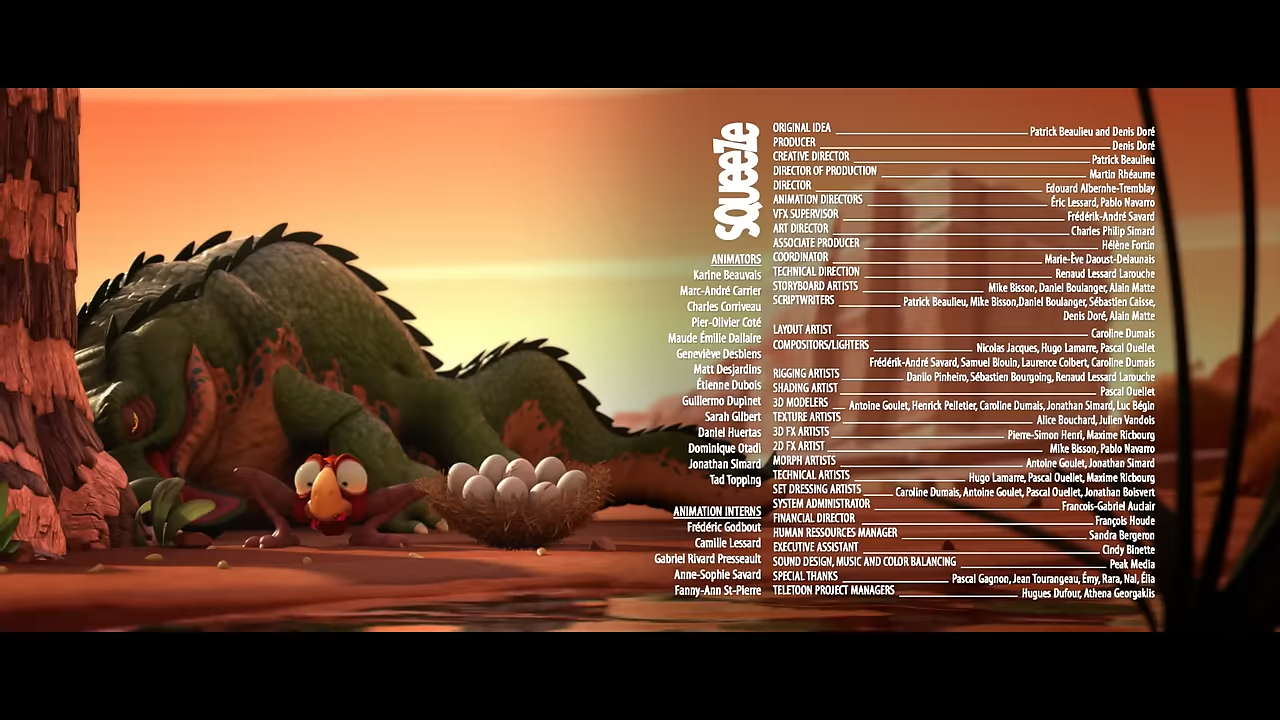 squeeze
ANIMATORS
Karine Beauvais
Marc-André Carrier
Charles Corriveau
Pier-Olivier Coté
Maude Émilie Dallaire
Geneviève Desbiens
Matt Desjardins
Étienne Dubois
Guillermo Dupinet
Sarah Gilbert
Daniel Huertas
Dominique Otadi
Jonathan Simard
Tad Topping
ANIMATION INTERNS
Frédéric Godbout
Camille Lessard
Gabriel Rivard Presseault
Anne-Sophie Savard
Fanny-Ann St-Pierre
ORIGINAL IDEA Patrick Beaulieu and Denis Doré
PRODUCER Denis Doré
CREATIVE DIRECTOR Patrick Beaulieu
DIRECTOR OF PRODUCTION Martin Rhéaume
DIRECTOR Edouard Albernhe-Tremblay
ANIMATION DIRECTORS Éric Lessard, Pablo Navarro
VFX SUPERVISOR Frédérik-André Savard
ART DIRECTOR Charles Philip Simard
ASSOCIATE PRODUCER Hélène Fortin
COORDINATOR Marie-Ève Daoust-Delaunais
TECHNICAL DIRECTION Renaud Lessard Larouche
STORYBOARD ARTISTS Mike Bisson, Daniel Boulanger, Alain Matte
SCRIPTWRITERS Patrick Beaulieu, Mike Bisson,Daniel Boulanger, Sébastien Caisse,
Denis Doré, Alain Matte
LAYOUT ARTIST Caroline Dumais
COMPOSITORS/LIGHTERS Nicolas Jacques, Hugo Lamarre, Pascal Ouellet
Frédérik-André Savard, Samuel Blouin, Laurence Colbert, Caroline Dumais
RIGGING ARTISTS Danilo Pinheiro, Sébastien Bourgoing, Renaud Lessard Larouche
SHADING ARTIST Pascal Ouellet
3D MODELERS Antoine Goulet, Henrick Pelletier, Caroline Dumais, Jonathan Simard, Luc Bégin
TEXTURE ARTISTS Alice Bouchard, Julien Vandois
3D FX ARTISTS Pierre-Simon Henri, Maxime Ricbourg
2D FX ARTIST Mike Bisson, Pablo Navarro
MORPH ARTISTS Antoine Goulet, Jonathan Simard
TECHNICAL ARTISTS Hugo Lamarre, Pascal Ouellet, Maxime Ricbourg
SET DRESSING ARTISTS Caroline Dumais, Antoine Goulet, Pascal Ouellet, Jonathan Boisvert
SYSTEM ADMINISTRATOR Francois-Gabriel Auclair
FINANCIAL DIRECTOR François Houde
HUMAN RESSOURCES MANAGER Sandra Bergeron
EXECUTIVE ASSISTANT Cindy Binette
SOUND DESIGN, MUSIC AND COLOR BALANCING Peak Media
SPECIAL THANKS Pascal Gagnon, Jean Tourangeau, Émy, Rara, Nai, Élia
TELETOON PROJECT MANAGERS Hugues Dufour, Athena Georgaklis